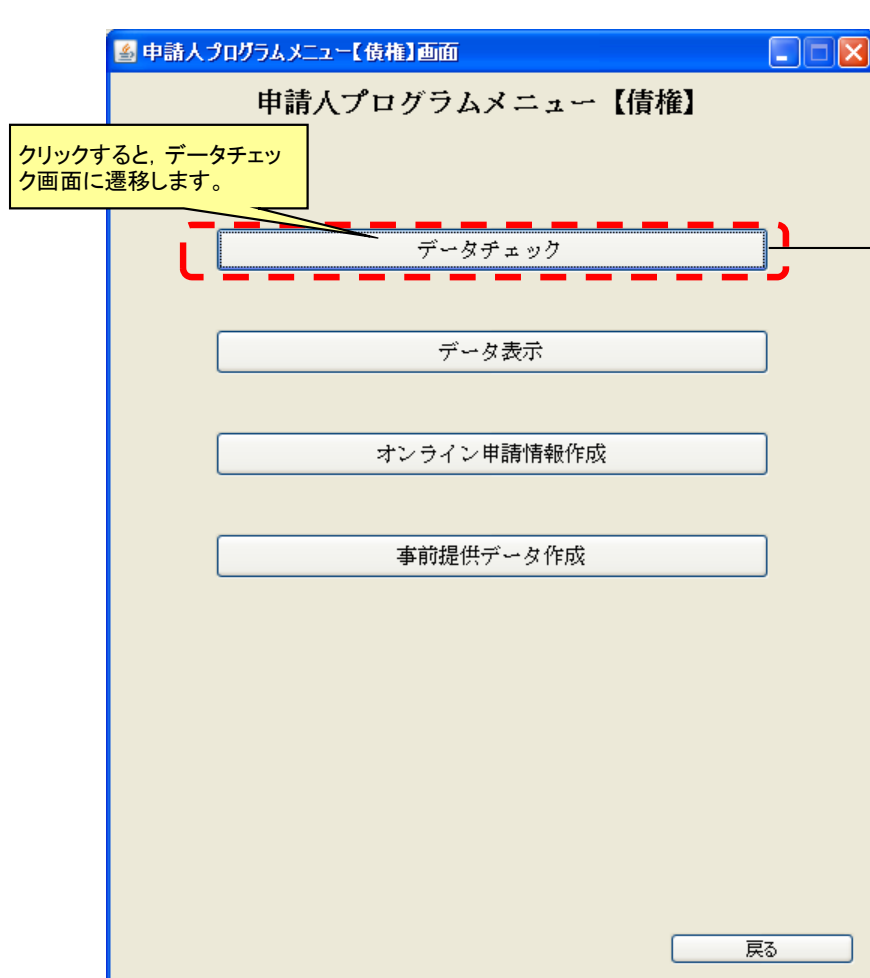 申請人プログラムメニュー【債権】画面
申請人プログラムメニュー【債権】
クリックすると，データチェッ
ク画面に遷移します。
データチェック
データ表示
オンライン申請情報作成
事前提供データ作成
戻る